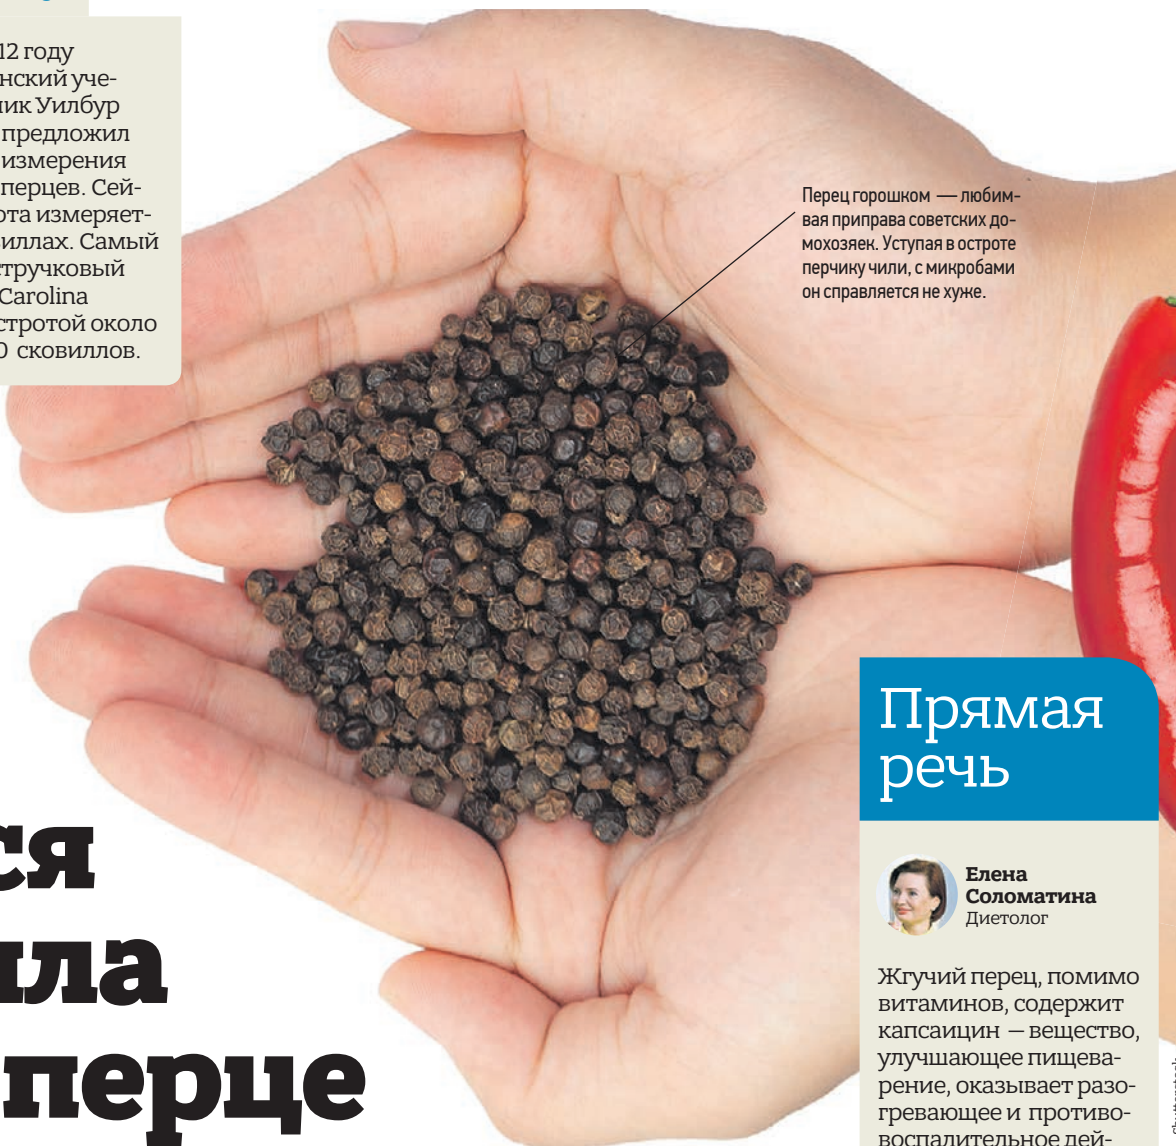 12 году
нский уче-
ик Уилбур
предложил
измерения
перцев. Сей-
ота измеряет-
иллах. Самый
стручковый
Carolina
стротой около
0 сковиллов.
Перец горошком — любим-
вая приправа советских до-
мохозяек. Уступая в остроте
перчику чили, с микробами
он справляется не хуже.
ся
ила
перце
Прямая
речь
Елена
Соломатина
Диетолог
Жгучий перец, помимо
витаминов, содержит
капсаицин — вещество,
улучшающее пищева-
рение, оказывает разо-
гревающее и противо-
воспалительное дей-